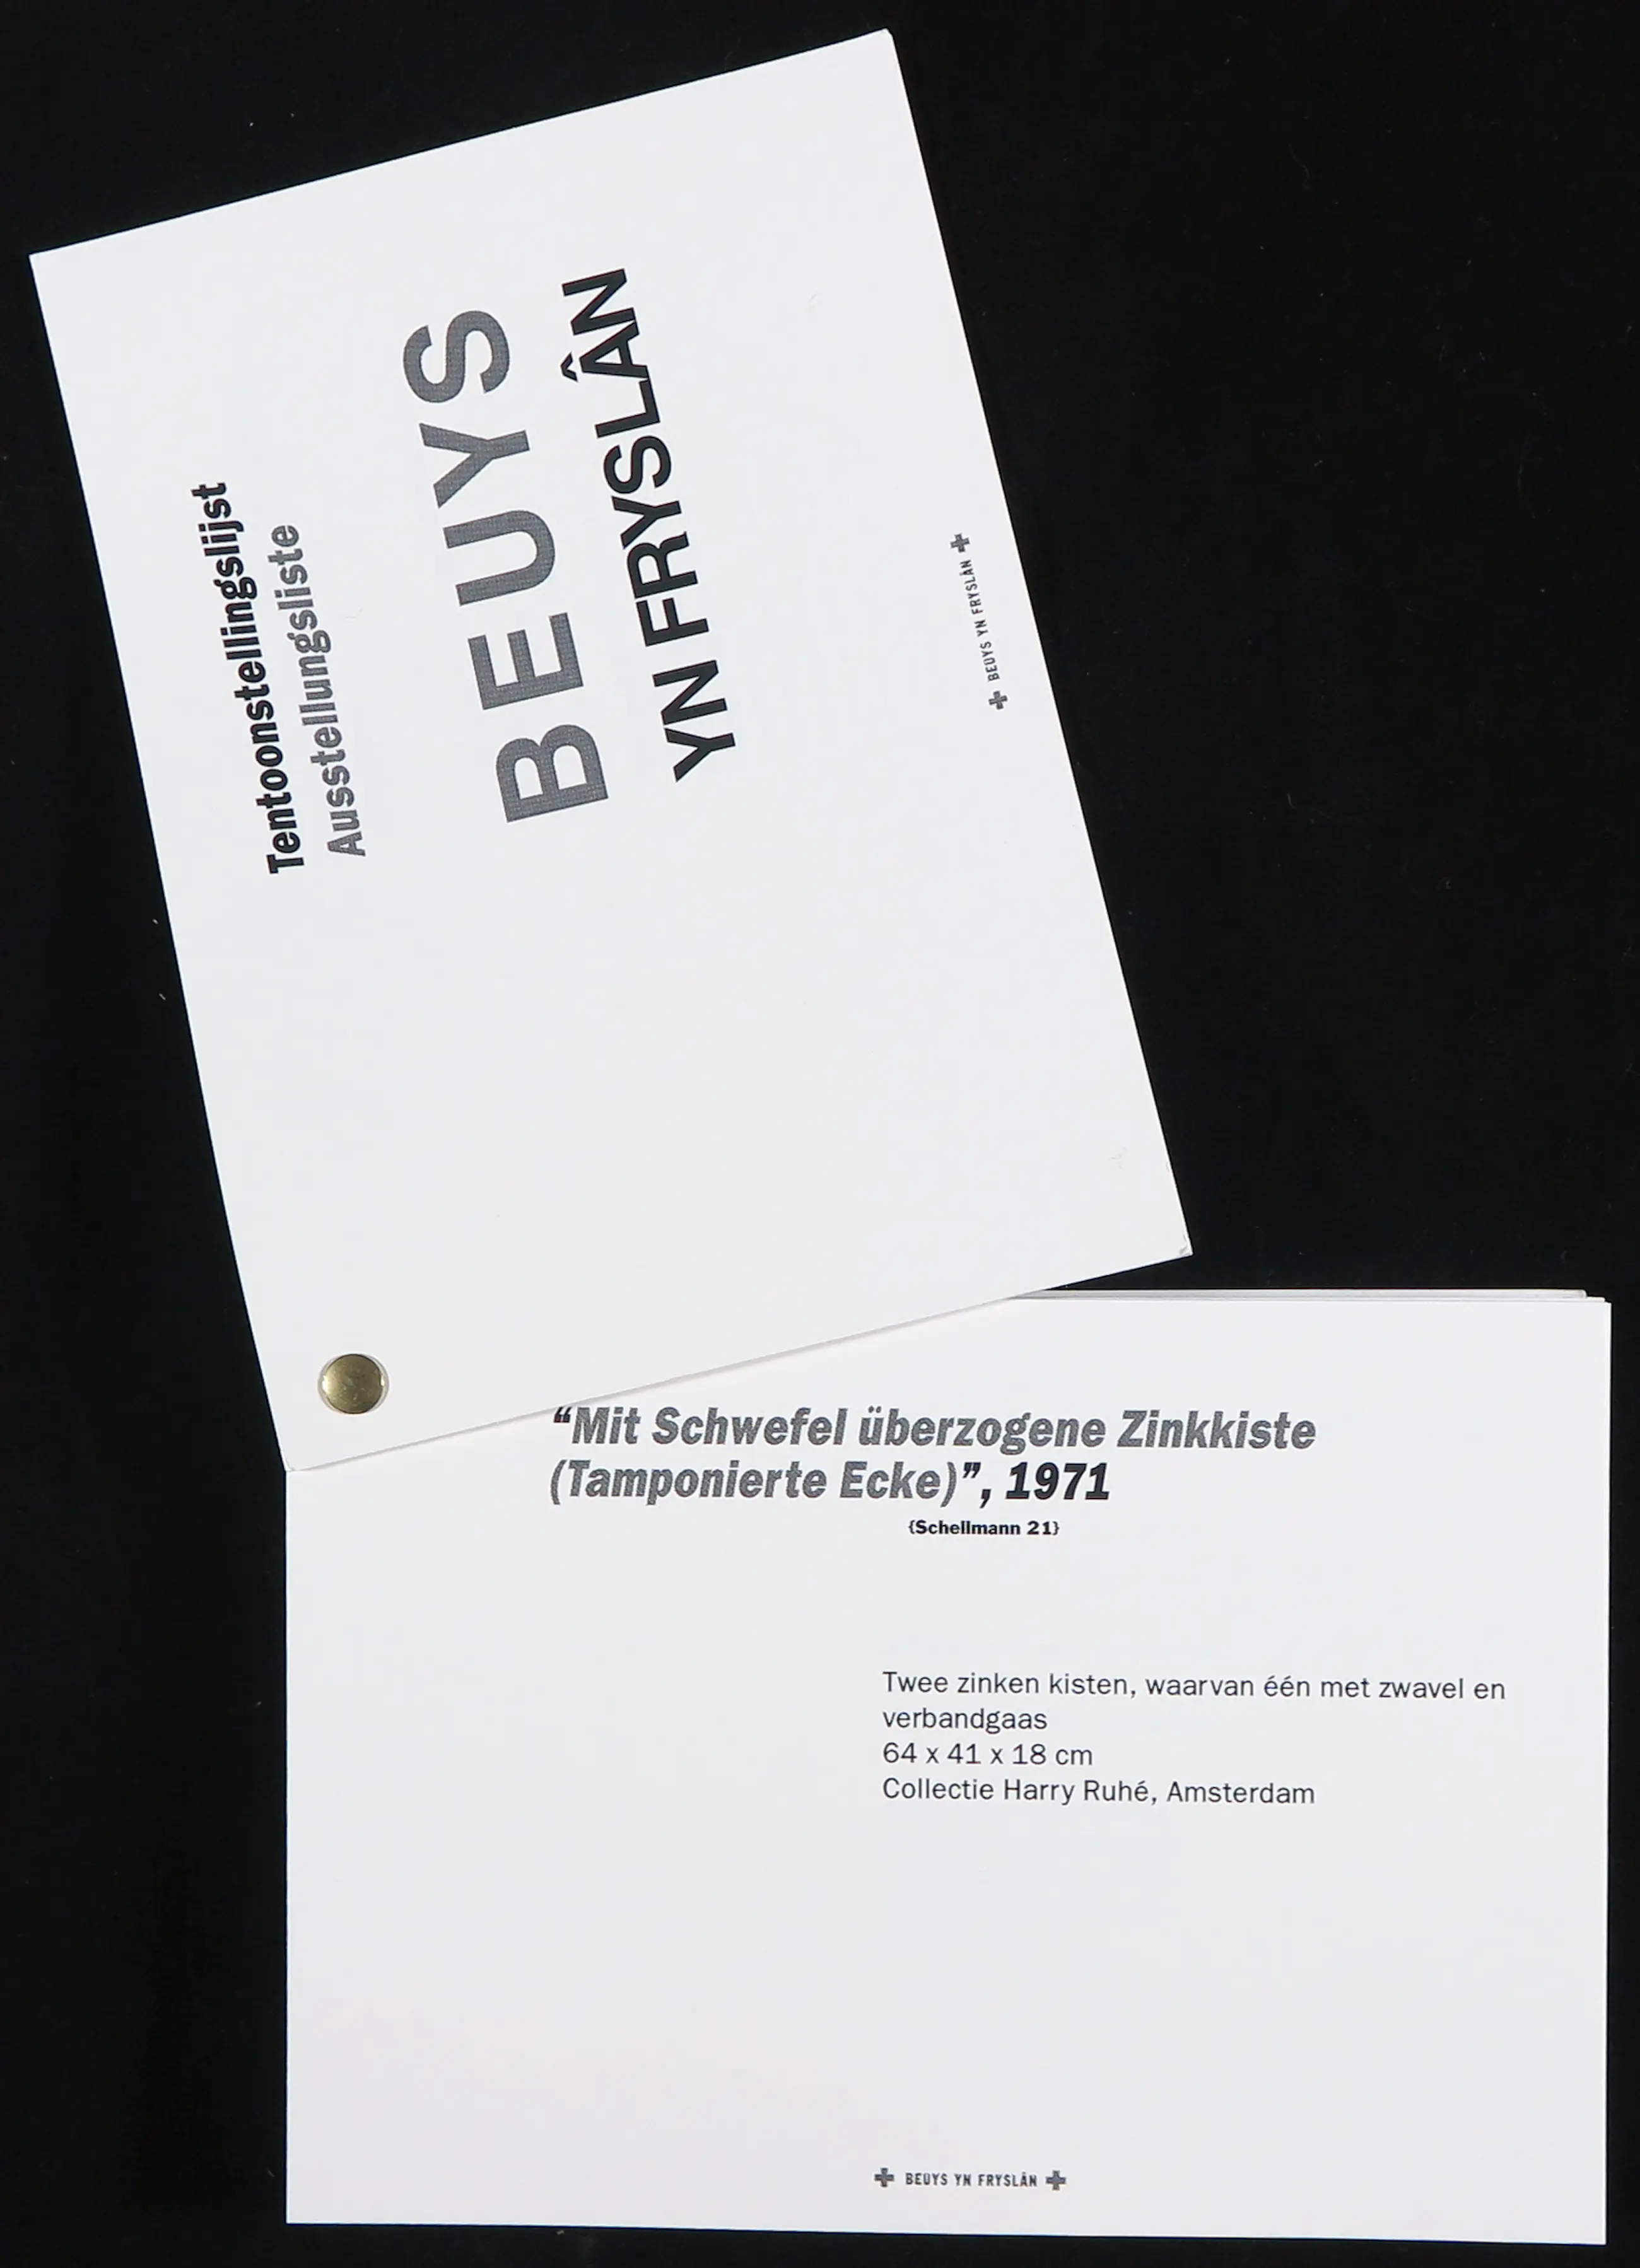 Tentoonstellingslijst
Ausstellungsliste
BEUYS
YN FRYSLÂN
BEUYS YN FRYSLÂN
“Mit Schwefel überzogene Zinkkiste
(Tamponierte Ecke)”, 1971
{Schellmann 21}
Twee zinken kisten, waarvan één met zwavel en
verbandgaas
64 x 41 x 18 cm
Collectie Harry Ruhé, Amsterdam
BEUYS YN FRYSLÂN